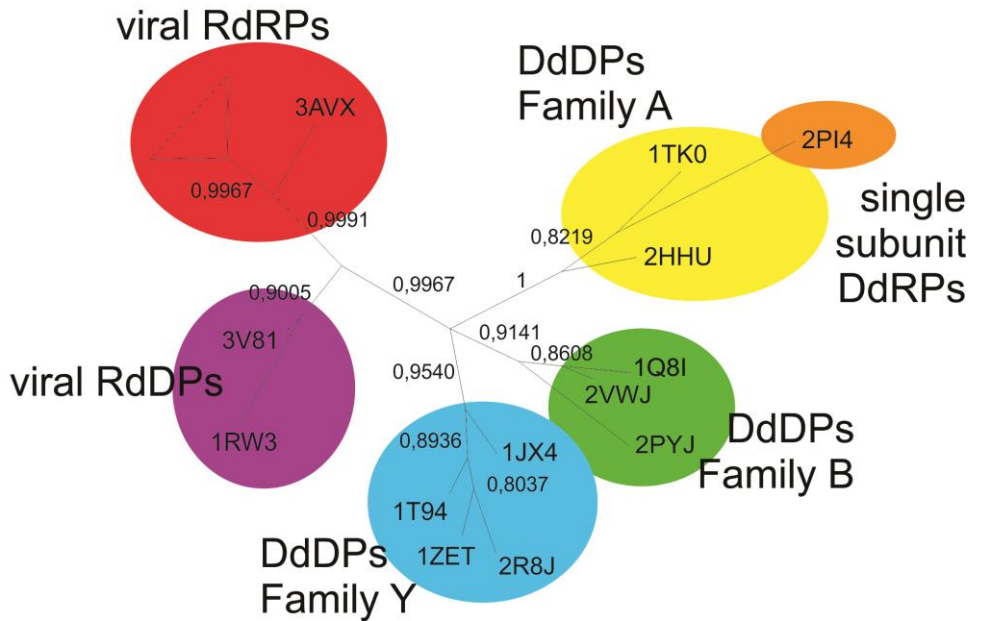 viral RdRPs
3AVX
0,9967
0,9991
DdDPs
Family A
1TK0
2PI4
0,8219
2HHU
single
subunit
DdRPs
0,9967
1
0,9005
3V81
viral RdDPs
1RW3
0,9141
0,8608
1Q8I
2VWJ
2PYJ
DdDPs
Family B
0,9540
0,8936
1JX4
0,8037
1T94
1ZET
2R8J
DdDPs
Family Y